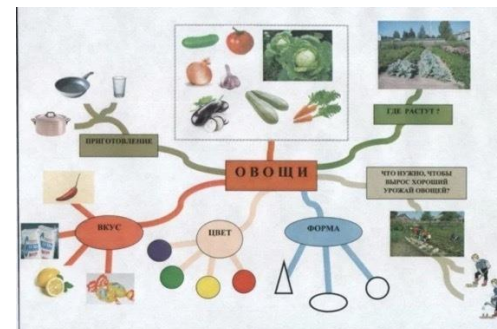 ГДЕ РАСТУТ ?
ПРИГОТОВЛЕНИЕ
ОВОЩИ
ЧТО НУЖНО, ЧТОБЫ
ВЫРОС ХОРОШИЙ
УРОЖАЙ ОВОЩЕЙ?
ВКУС
ЦВЕТ
ФОРМА